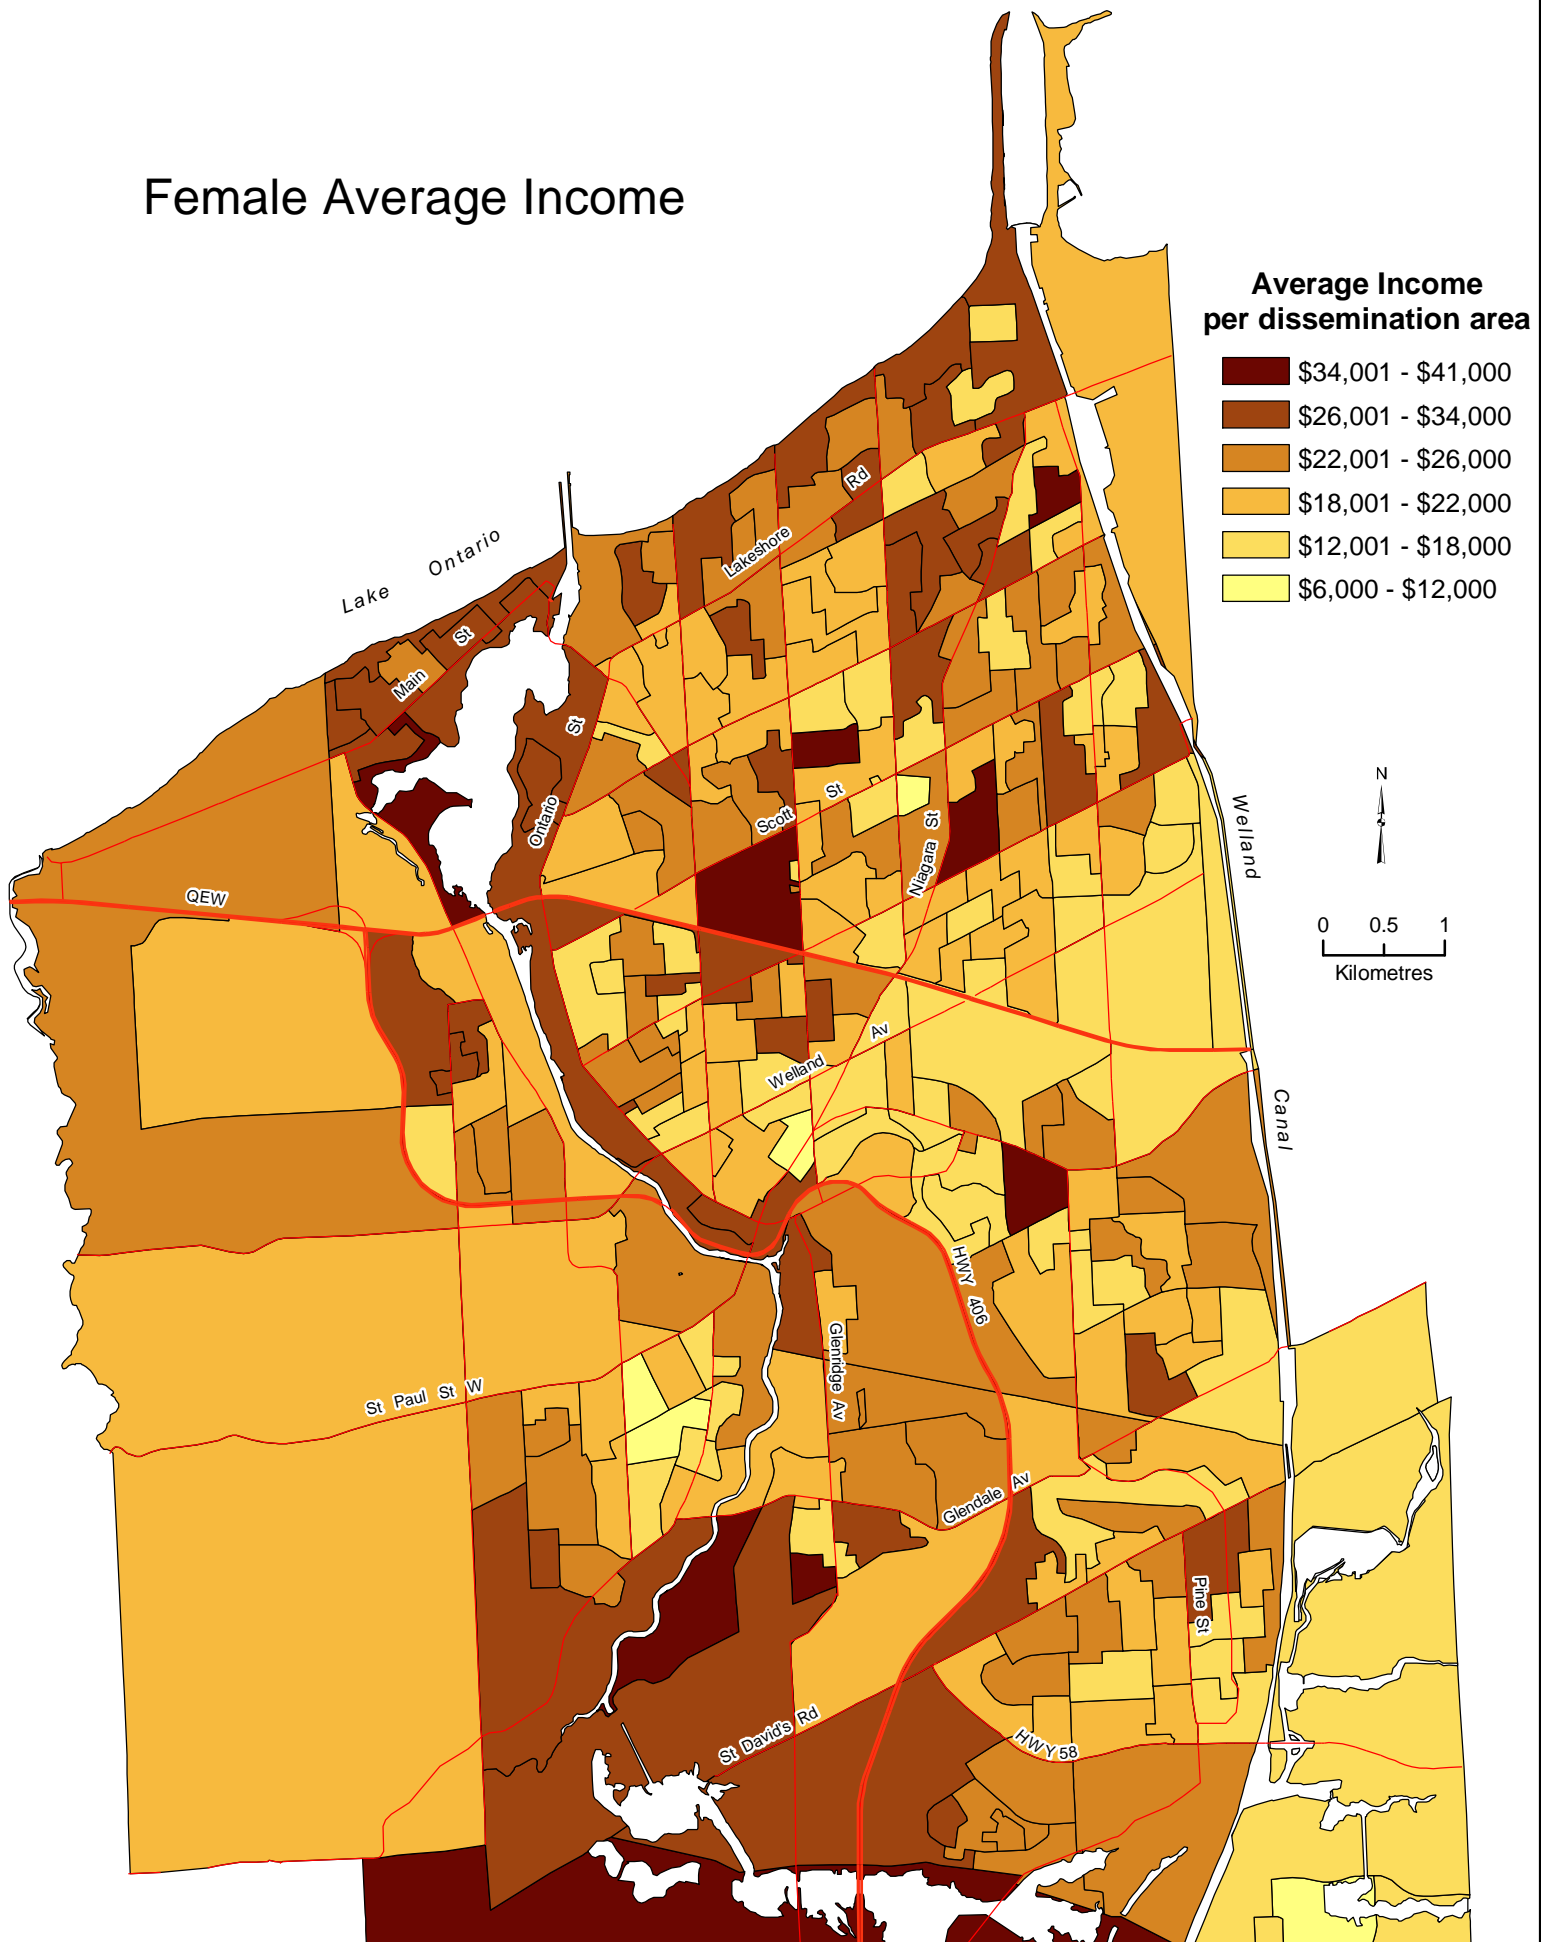 Female Average Income
Average Income
per dissemination area
$34,001 - $41,000
$26,001 - $34,000
$22,001 - $26,000
$18,001 - $22,000
$12,001 - $18,000
$6,000 - $12,000
Lake Ontario
Main St
Lakeshore Rd
Ontario St
Scott St
Niagara St
Welland Canal
N
0 0.5 1
Kilometres
QEW
Welland Av
HWY 406
Glenridge Av
St Paul St W
Glendale Av
Pine St
St David's Rd
HWY 58